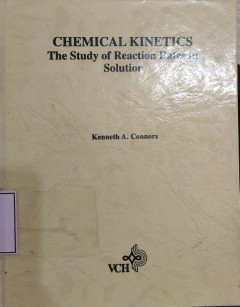 CHEMICAL KINETICS
The Study of Reaction Rates in
Solution
Kenneth A. Connors
VCH